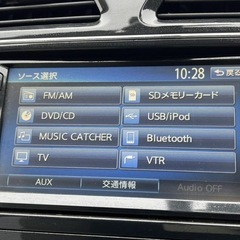 ソース選択
10:28
戻る
FM/AM
SDメモリーカード
DVD/CD
USB/iPod
MUSIC CATCHER
Bluetooth
TV
VTR
AUX
交通情報
Audio OFF